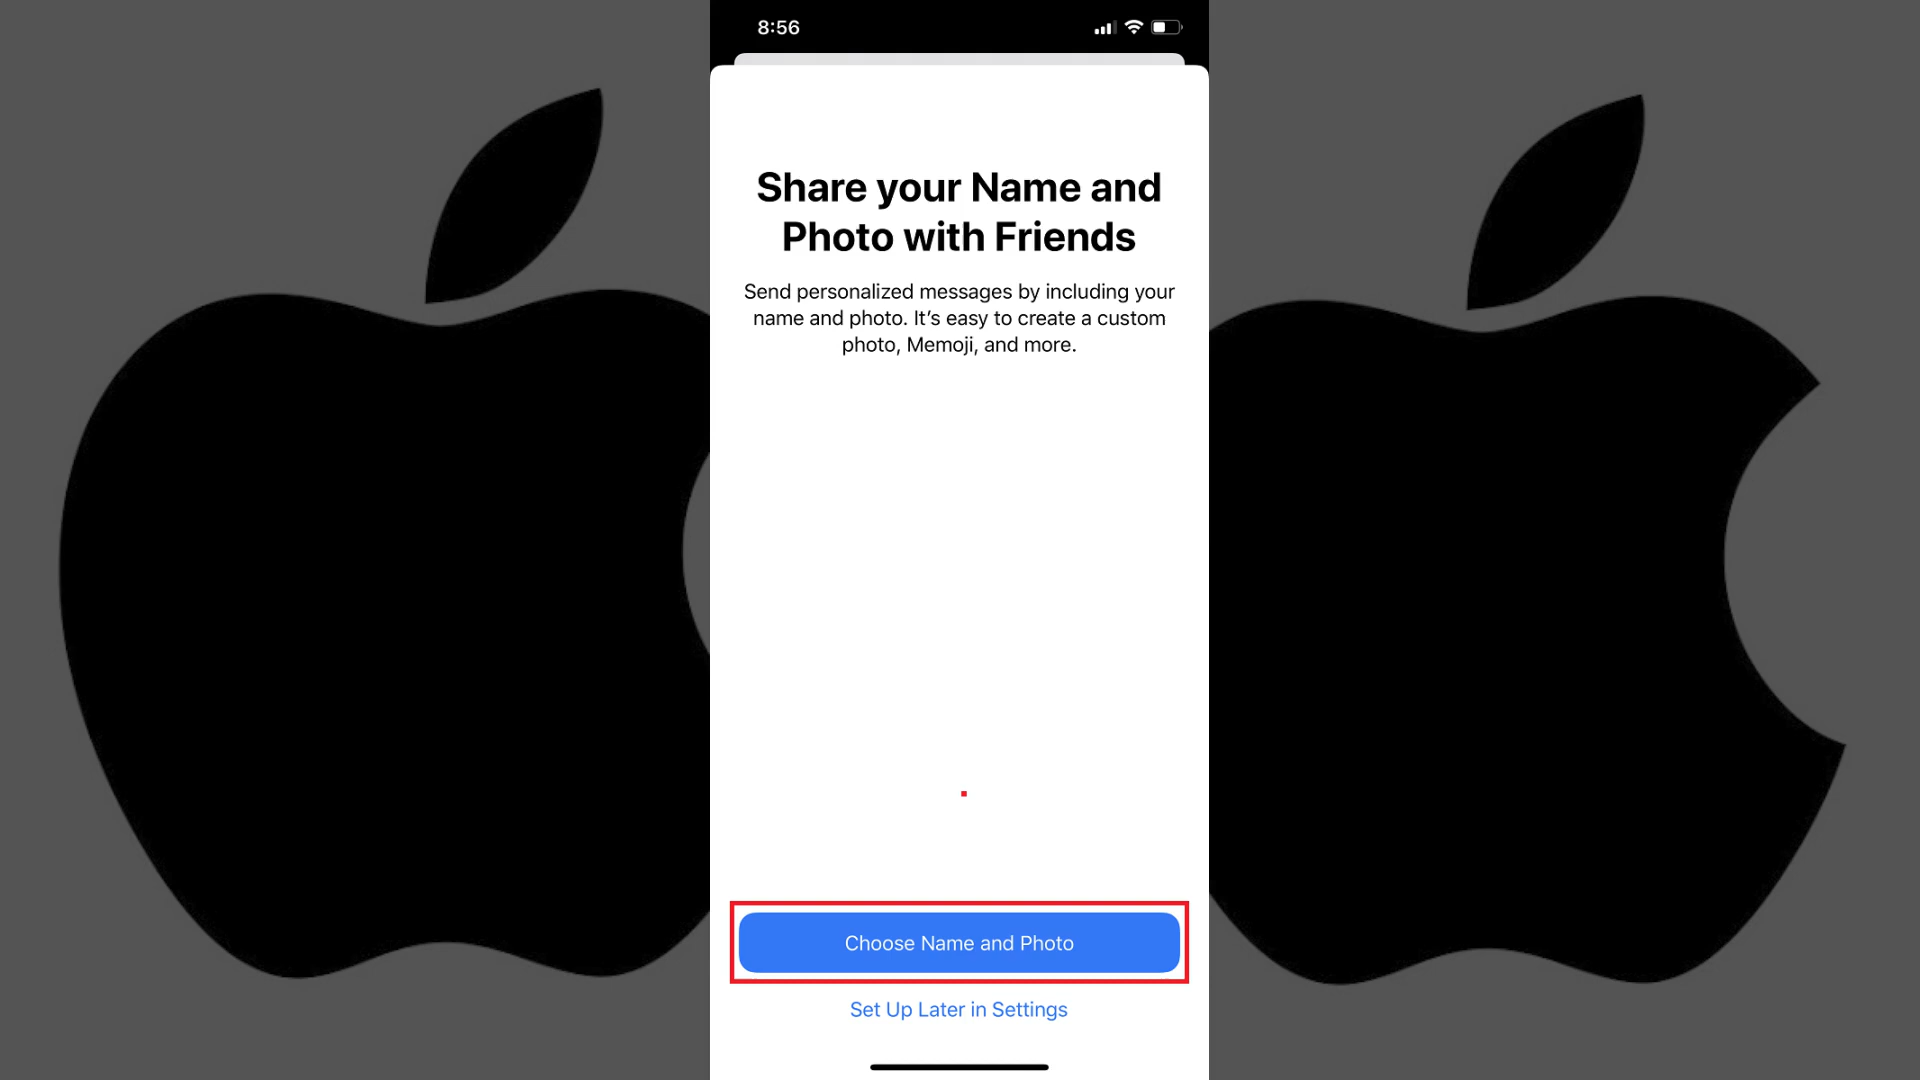 8:56
Share your Name and
Photo with Friends
Send personalized messages by including your
name and photo. It’s easy to create a custom
photo, Memoji, and more.
Choose Name and Photo
Set Up Later in Settings